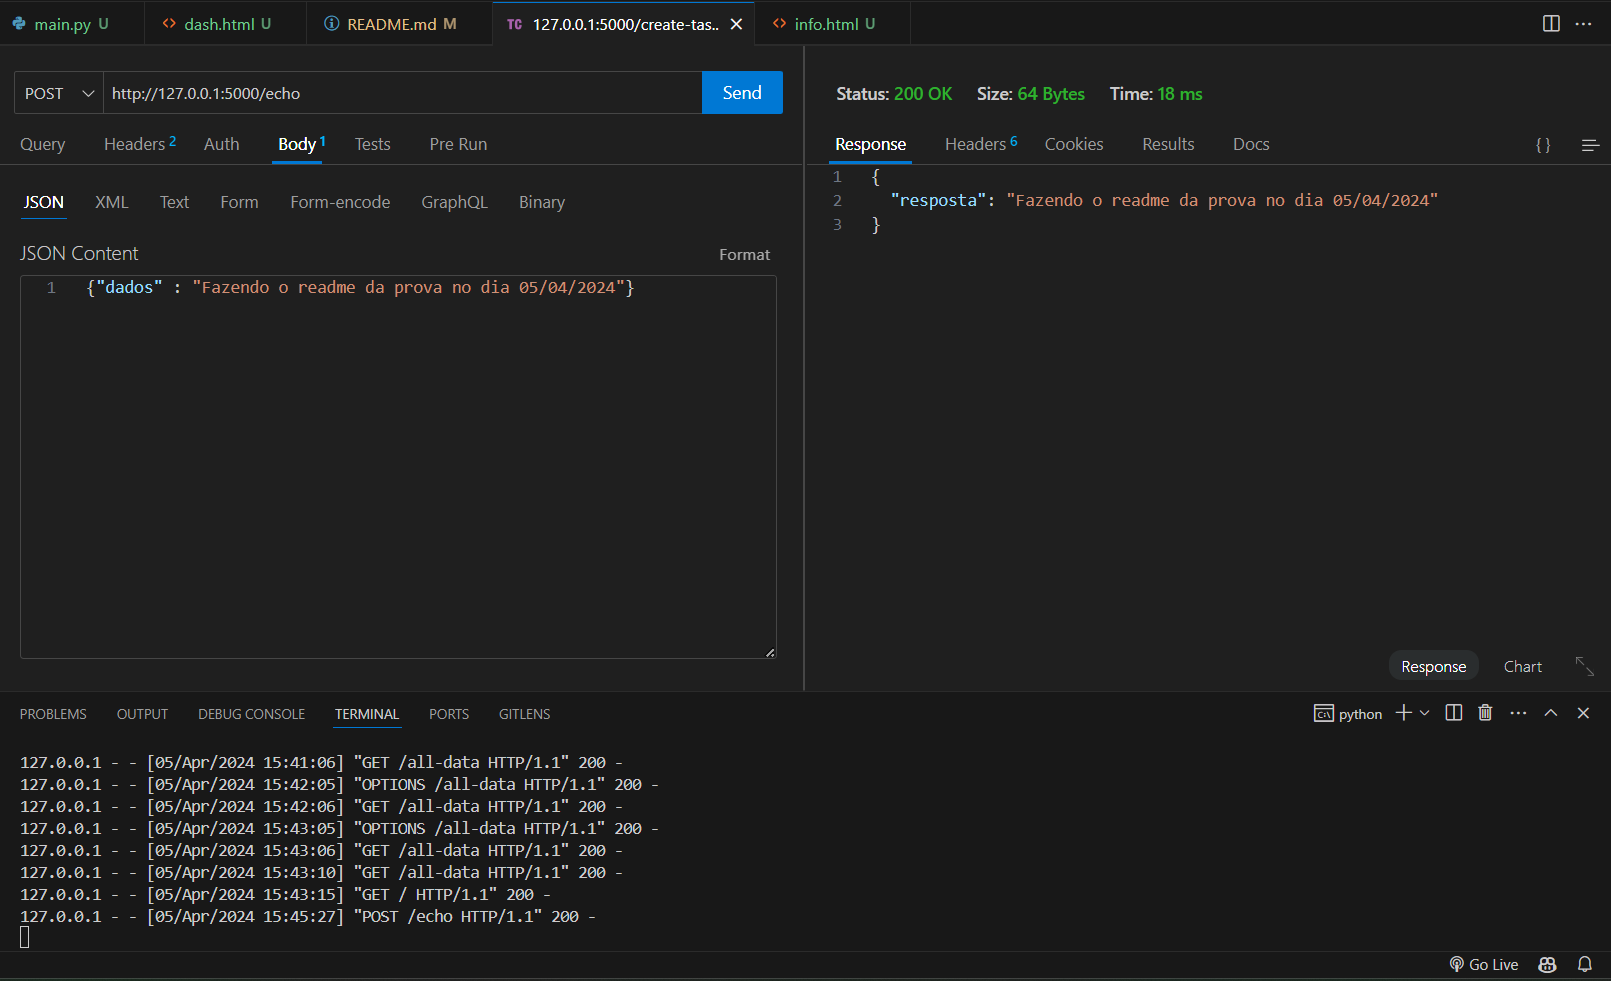 main.py U
dash.html U
README.md M
TC 127.0.0.1:5000/create-tas..
info.html U
POST http://127.0.0.1:5000/echo Send
Query Headers 2 Auth Body 1 Tests Pre Run
JSON XML Text Form Form-encode GraphQL Binary
JSON Content Format
1 {"dados" : "Fazendo o readme da prova no dia 05/04/2024"}
Status: 200 OK Size: 64 Bytes Time: 18 ms
Response Headers 6 Cookies Results Docs { }
1 {
2 "resposta": "Fazendo o readme da prova no dia 05/04/2024"
3 }
Response Chart
PROBLEMS OUTPUT DEBUG CONSOLE TERMINAL PORTS GITLENS
python
127.0.0.1 - - [05/Apr/2024 15:41:06] "GET /all-data HTTP/1.1" 200 -
127.0.0.1 - - [05/Apr/2024 15:42:05] "OPTIONS /all-data HTTP/1.1" 200 -
127.0.0.1 - - [05/Apr/2024 15:42:06] "GET /all-data HTTP/1.1" 200 -
127.0.0.1 - - [05/Apr/2024 15:43:05] "OPTIONS /all-data HTTP/1.1" 200 -
127.0.0.1 - - [05/Apr/2024 15:43:06] "GET /all-data HTTP/1.1" 200 -
127.0.0.1 - - [05/Apr/2024 15:43:10] "GET /all-data HTTP/1.1" 200 -
127.0.0.1 - - [05/Apr/2024 15:43:15] "GET / HTTP/1.1" 200 -
127.0.0.1 - - [05/Apr/2024 15:45:27] "POST /echo HTTP/1.1" 200 -
Go Live